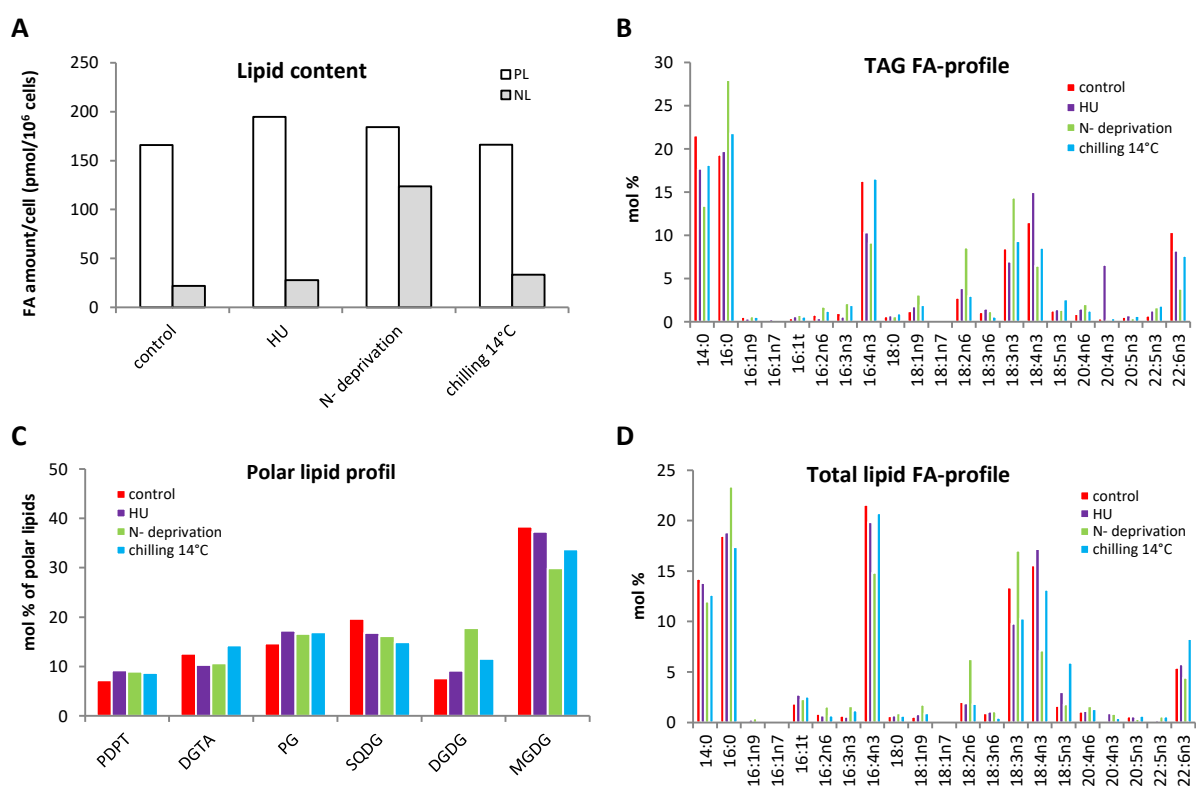 A
Lipid content
FA amount/cell (pmol/10⁶ cells)
250
200
150
100
50
0
PL
NL
control
HU
N- deprivation
chilling 14°C
B
TAG FA-profile
mol %
30
25
20
15
10
5
0
control
HU
N- deprivation
chilling 14°C
14:0
16:0
16:1n9
16:1n7
16:1t
16:2n6
16:3n3
16:4n3
18:0
18:1n9
18:1n7
18:2n6
18:3n6
18:3n3
18:4n3
18:5n3
20:4n6
20:4n3
20:5n3
22:5n3
22:6n3
C
Polar lipid profil
mol % of polar lipids
50
40
30
20
10
0
control
HU
N- deprivation
chilling 14°C
PDPT
DGTA
PG
SQDG
DGDG
MGDG
D
Total lipid FA-profile
mol %
25
20
15
10
5
0
control
HU
N- deprivation
chilling 14°C
14:0
16:0
16:1n9
16:1n7
16:1t
16:2n6
16:3n3
16:4n3
18:0
18:1n9
18:1n7
18:2n6
18:3n6
18:3n3
18:4n3
18:5n3
20:4n6
20:4n3
20:5n3
22:5n3
22:6n3